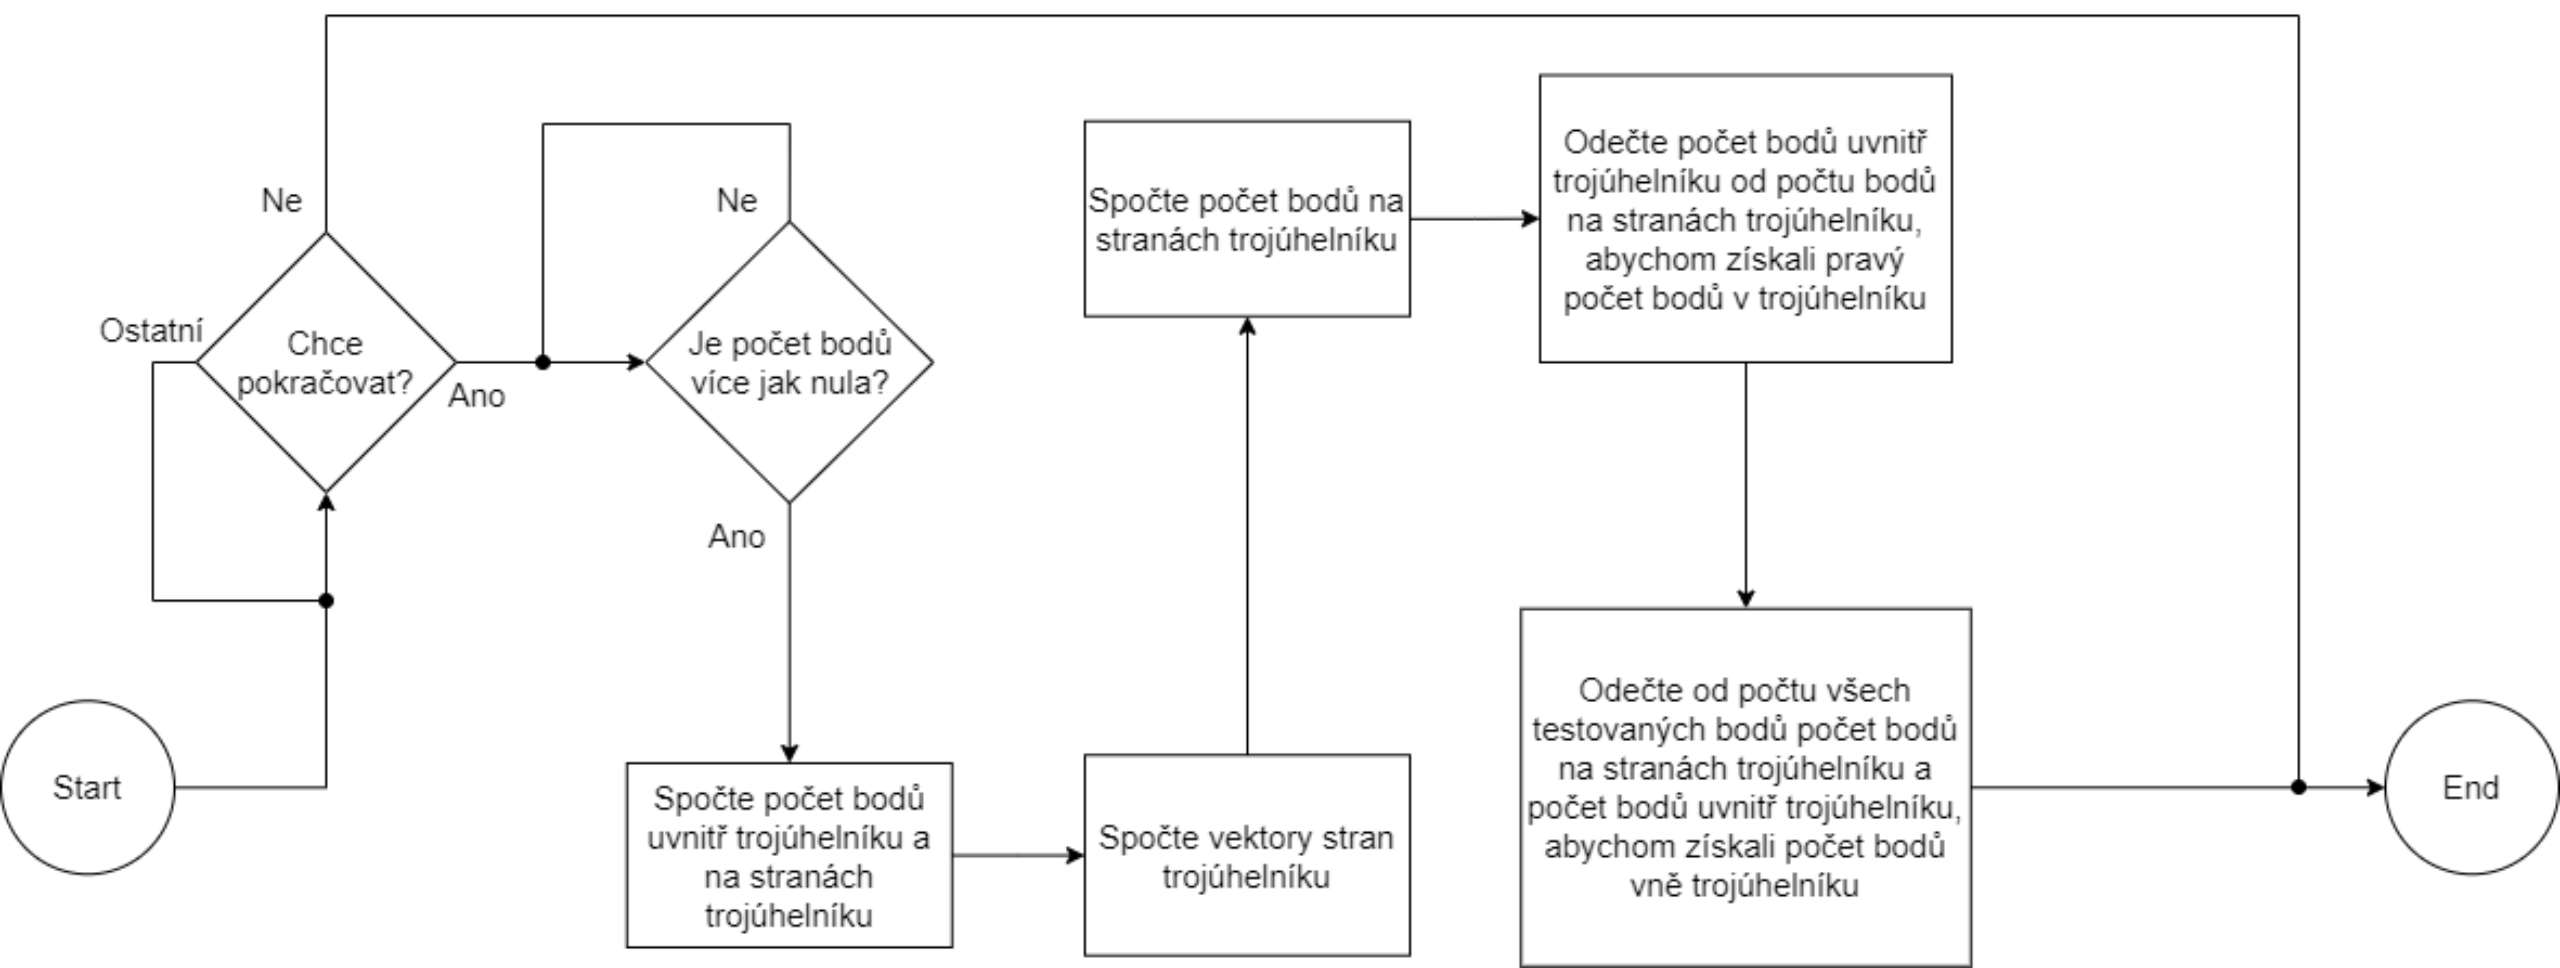 Start
Ne
Ostatní
Chce
pokračovat?
Ano
Ne
Je počet bodů
více jak nula?
Ano
Spočte počet bodů
uvnitř trojúhelníku a
na stranách
trojúhelníku
Spočte vektory stran
trojúhelníku
Spočte počet bodů na
stranách trojúhelníku
Odečte počet bodů uvnitř
trojúhelníku od počtu bodů
na stranách trojúhelníku,
abychom získali pravý
počet bodů v trojúhelníku
Odečte od počtu všech
testovaných bodů počet bodů
na stranách trojúhelníku a
počet bodů uvnitř trojúhelníku,
abychom získali počet bodů
vně trojúhelníku
End